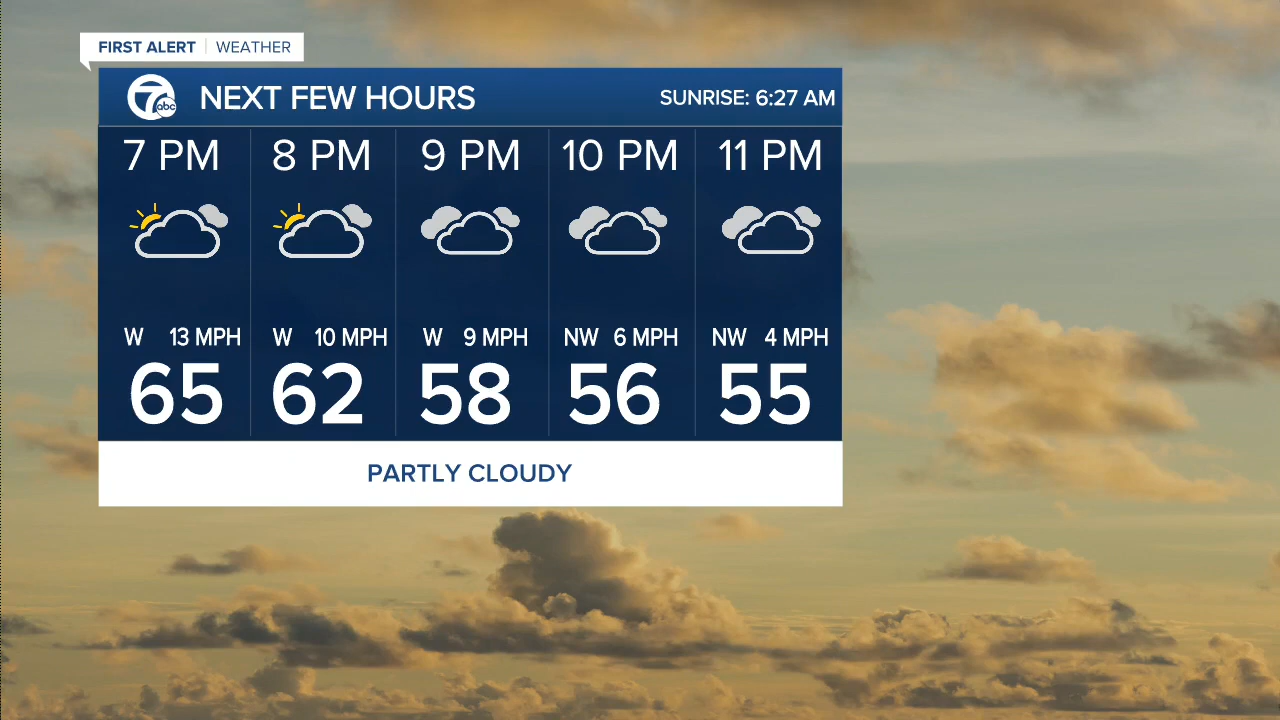 FIRST ALERT | WEATHER
7 abc NEXT FEW HOURS SUNRISE: 6:27 AM
7 PM 8 PM 9 PM 10 PM 11 PM
W 13 MPH W 10 MPH W 9 MPH NW 6 MPH NW 4 MPH
65 62 58 56 55
PARTLY CLOUDY